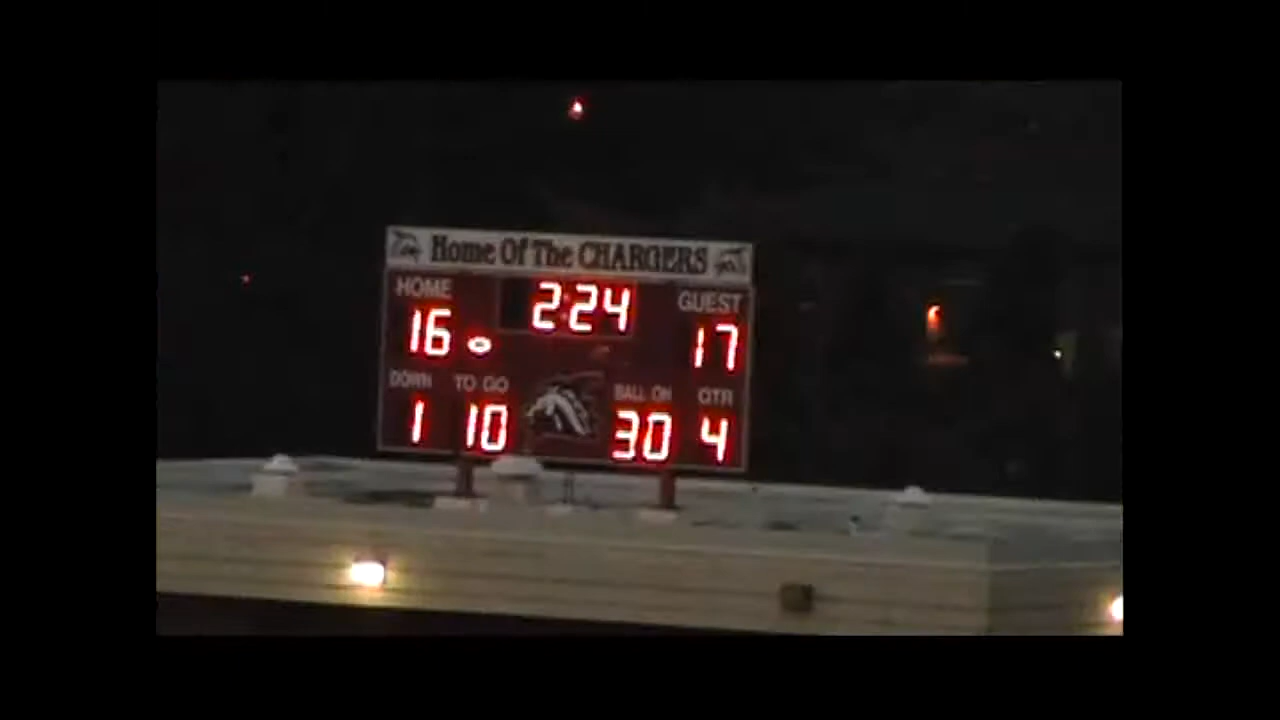 Home Of The CHARGERS
HOME 2:24 GUEST
16 17
DOWN TO GO BALL ON QTR
1 10 30 4